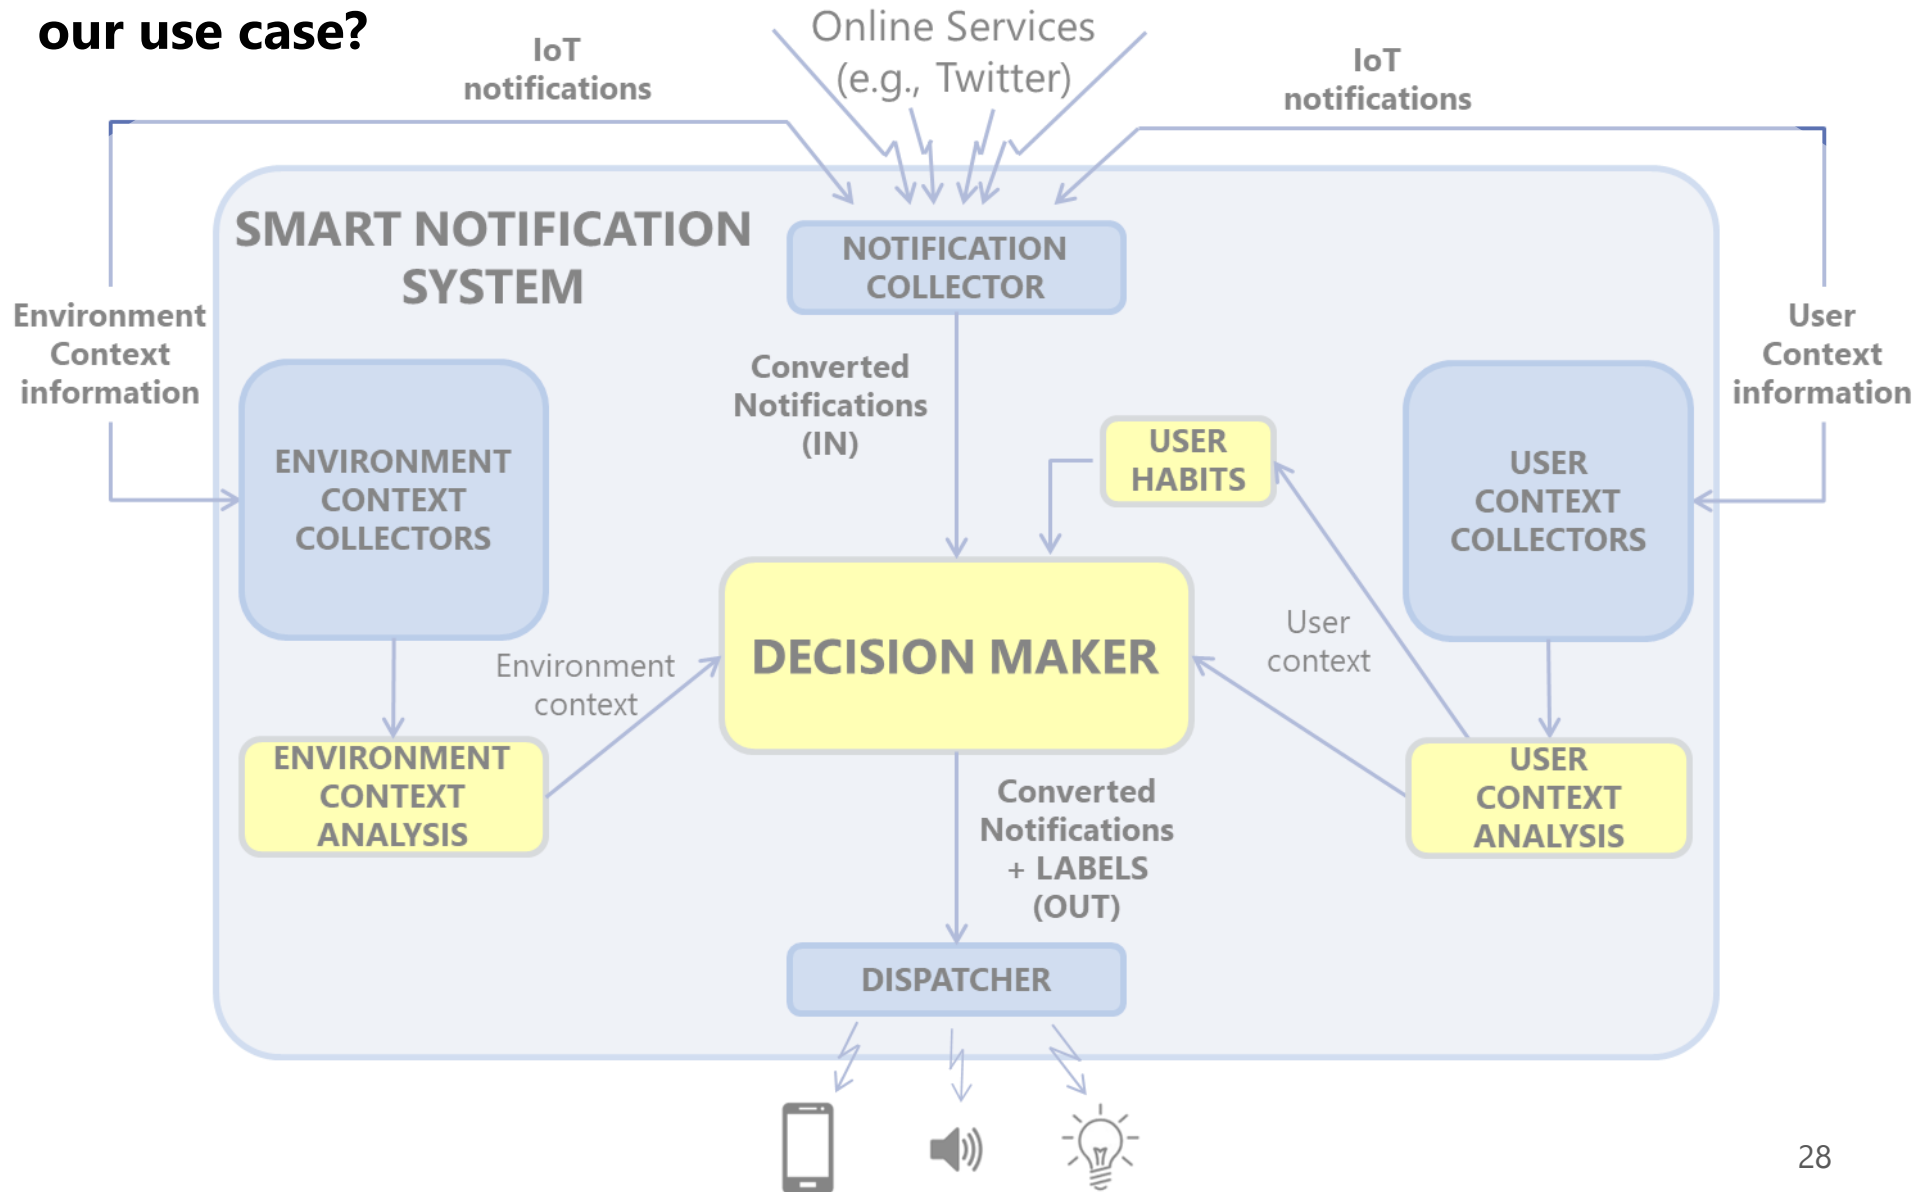 our use case?
IoT
notifications
Online Services
(e.g., Twitter)
IoT
notifications
SMART NOTIFICATION
SYSTEM
NOTIFICATION
COLLECTOR
Environment
Context
information
User
Context
information
Converted
Notifications
(IN)
USER
HABITS
ENVIRONMENT
CONTEXT
COLLECTORS
USER
CONTEXT
COLLECTORS
DECISION MAKER
Environment
context
User
context
ENVIRONMENT
CONTEXT
ANALYSIS
USER
CONTEXT
ANALYSIS
Converted
Notifications
+ LABELS
(OUT)
DISPATCHER
28